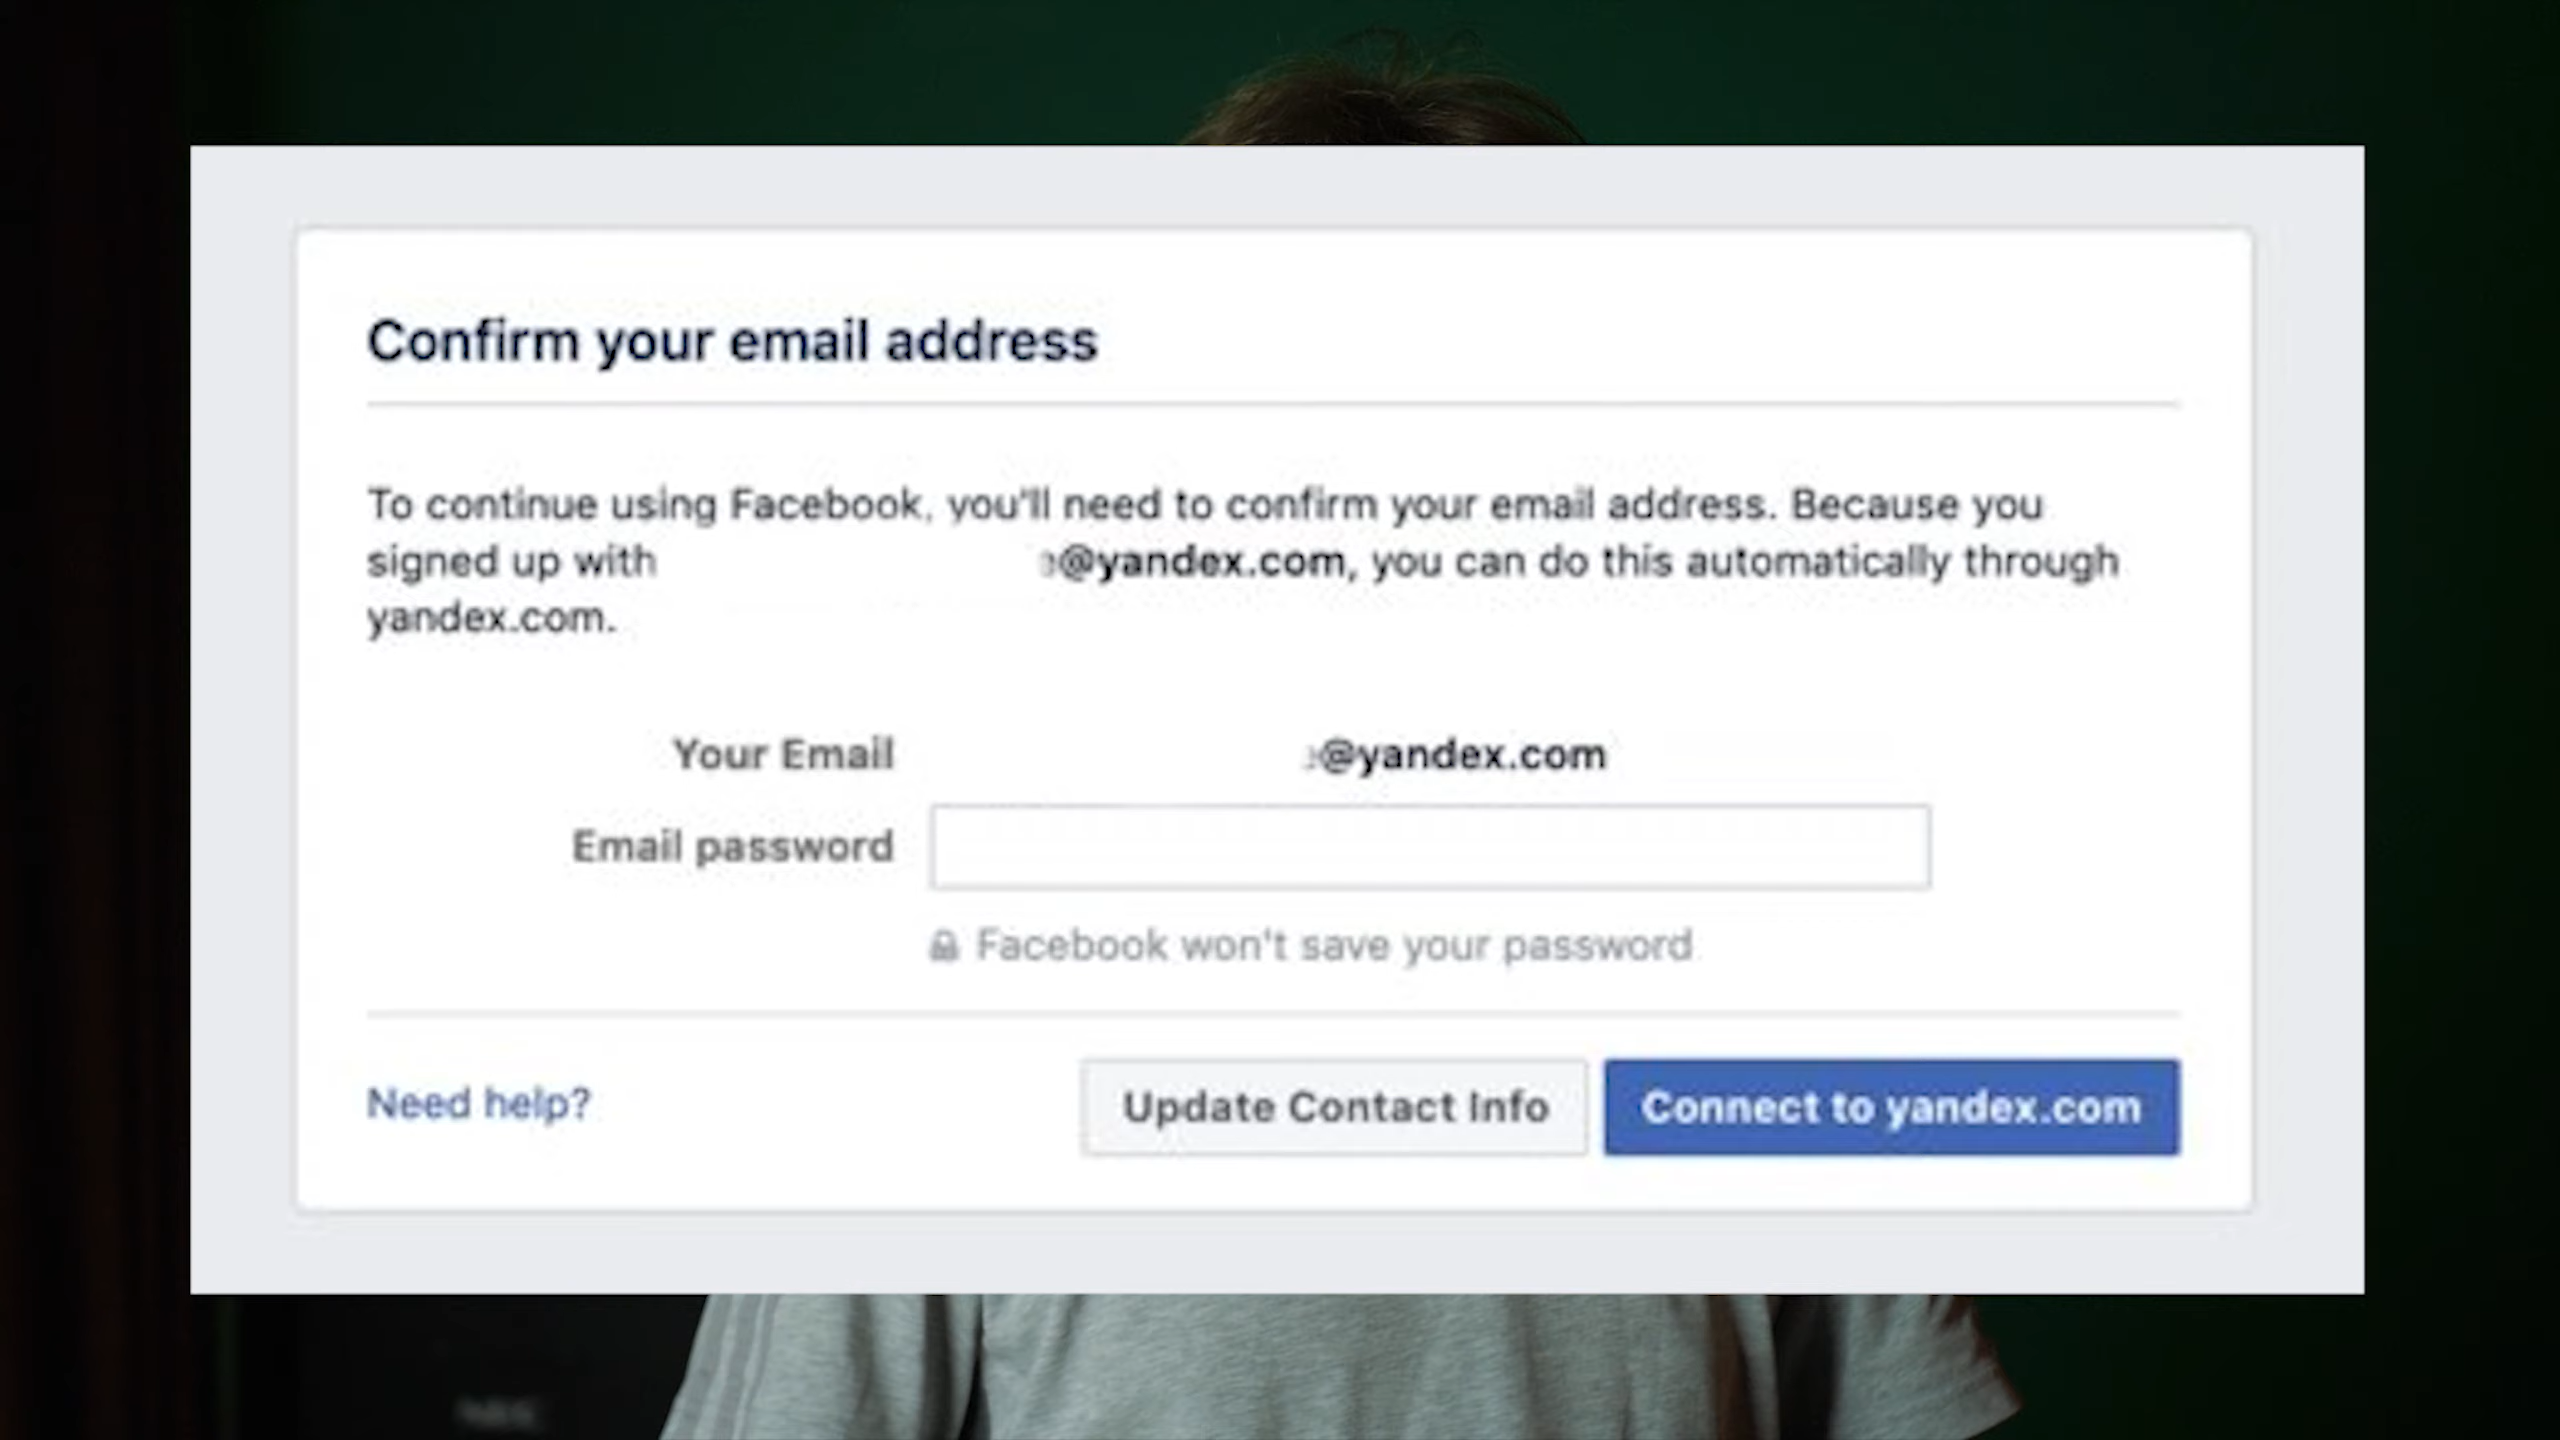 Confirm your email address
To continue using Facebook, you'll need to confirm your email address. Because you
signed up with @yandex.com, you can do this automatically through
yandex.com.
Your Email @yandex.com
Email password
Facebook won't save your password
Need help? Update Contact Info Connect to yandex.com